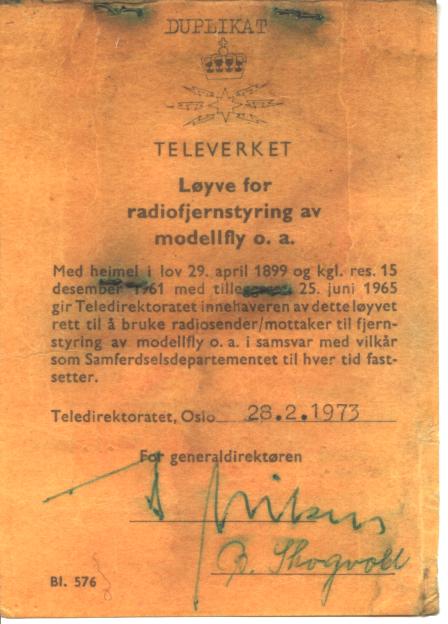 DUPLIKAT
TELEVERKET
Løyve for
radiofjernstyring av
modellfly o. a.
Med heimel i lov 29. april 1899 og kgl. res. 15
desember 1961 med tillegg 25. juni 1965
gir Teledirektoratet innehaveren av dette løyvet
rett til å bruke radiosender/mottaker til fjern-
styring av modellfly o. a. i samsvar med vilkår
som Samferdselsdepartementet til hver tid fast-
setter.
Teledirektoratet, Oslo 28.2.1973
For generaldirektøren
B. Skogvold
Bl. 576